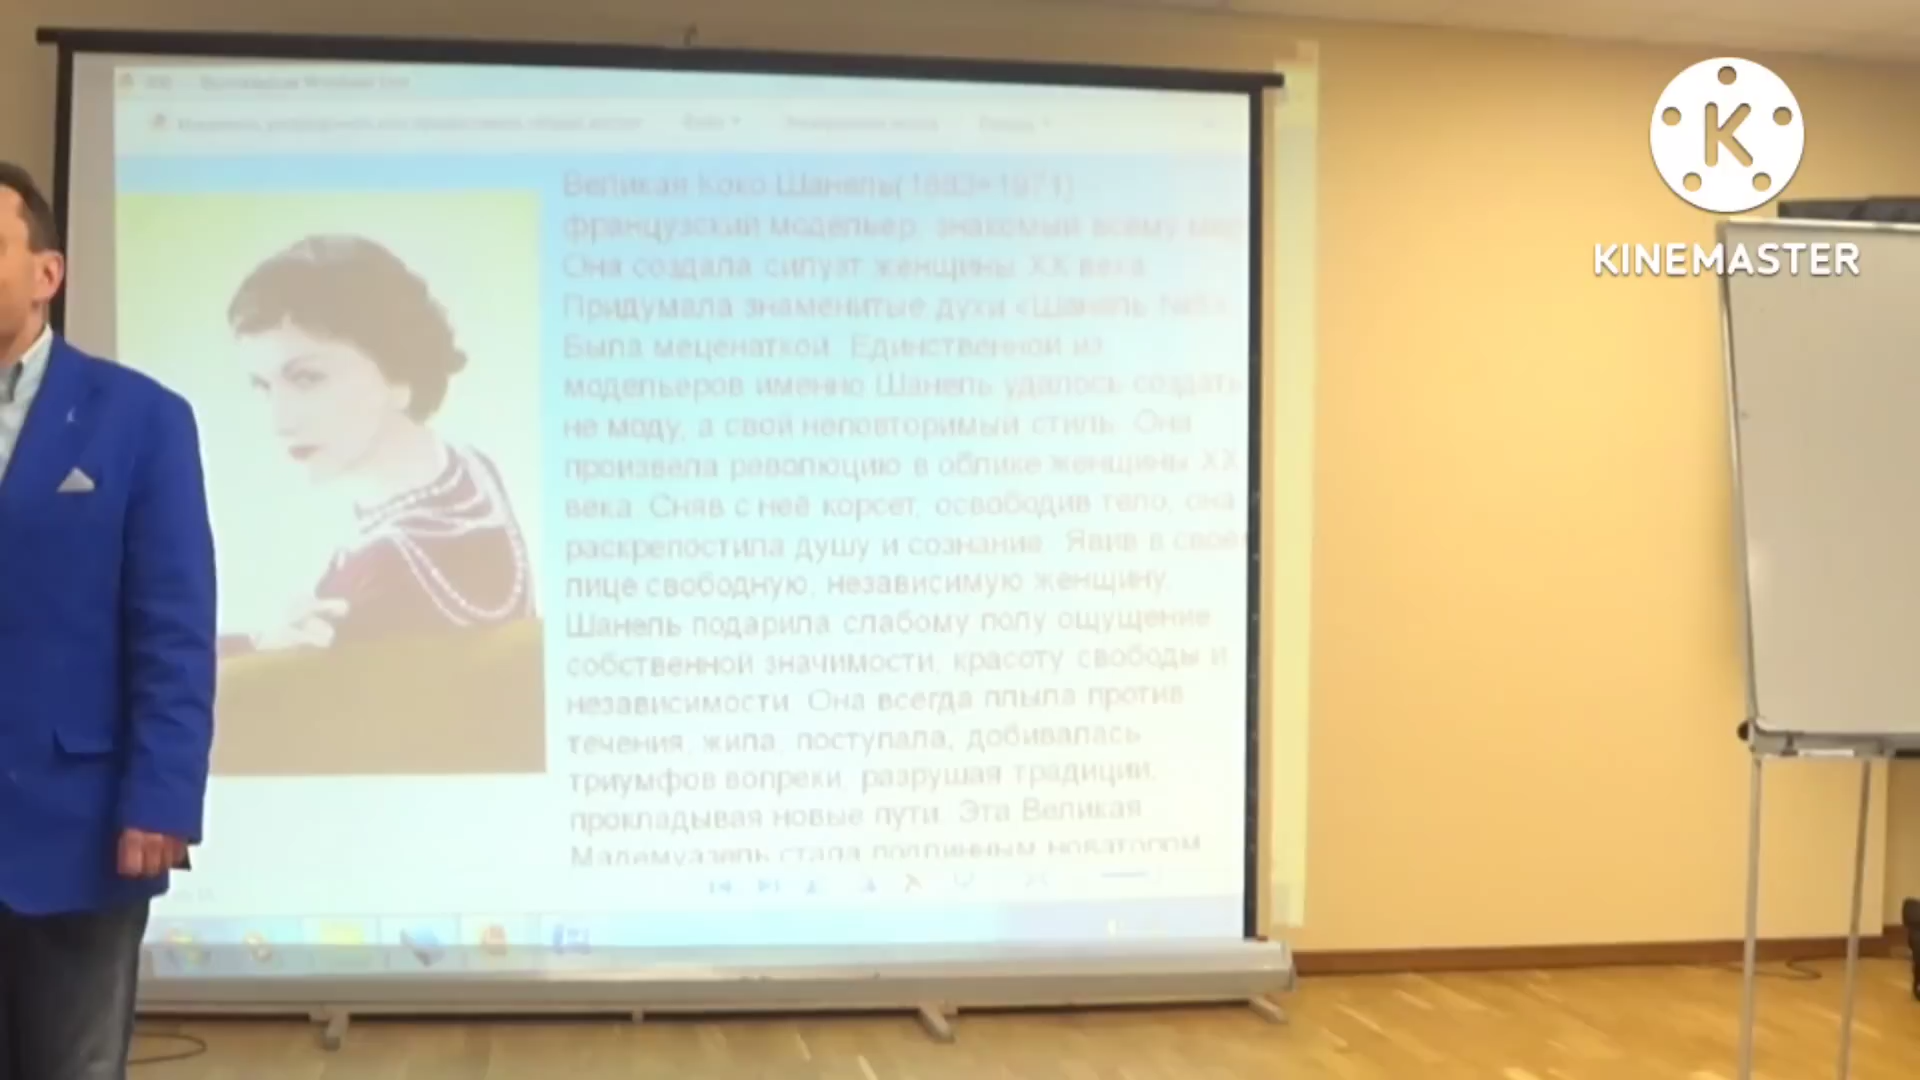 KINEMASTER
Великая Коко Шанель(1883-1971)
французский модельер, знакомый всему
Она создала силуэт женщины XX века.
Придумала знаменитые духи «Шанель №5».
Была меценаткой. Единственной из
модельеров именно Шанель удалось создать
не моду, а свой неповторимый стиль. Она
произвела революцию в облике женщины XX
века. Сняв с неё корсет, освободив тело, она
раскрепостила душу и сознание. Явив в своём
лице свободную, независимую женщину,
Шанель подарила слабому полу ощущение
собственной значимости, красоту свободы и
независимости. Она всегда плыла против
течения, жила, поступала, добивалась
триумфов вопреки, разрушая традиции,
прокладывая новые пути. Эта Великая
Мадемуазель стала подлинным новатором